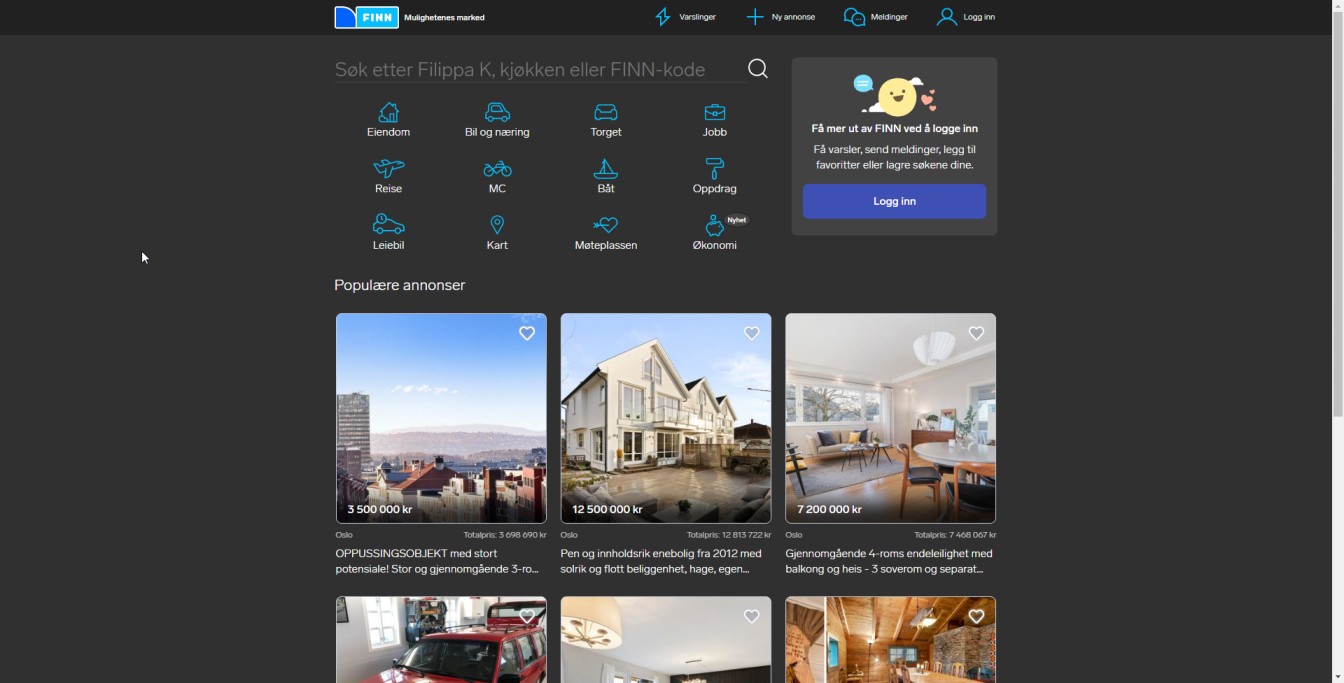 FINN Mulighetenes marked
Varslinger
Ny annonse
Meldinger
Logg inn
Søk etter Filippa K, kjøkken eller FINN-kode
Eiendom
Bil og næring
Torget
Jobb
Reise
MC
Båt
Oppdrag
Leiebil
Kart
Møteplassen
Nyhet
Økonomi
Få mer ut av FINN ved å logge inn
Få varsler, send meldinger, legg til
favoritter eller lagre søkene dine.
Logg inn
Populære annonser
3 500 000 kr
Oslo Totalpris: 3 698 690 kr
OPPUSSINGSOBJEKT med stort
potensiale! Stor og gjennomgående 3-ro...
12 500 000 kr
Oslo Totalpris: 12 813 722 kr
Pen og innholdsrik enebolig fra 2012 med
solrik og flott beliggenhet, hage, egen...
7 200 000 kr
Oslo Totalpris: 7 468 067 kr
Gjennomgående 4-roms endeleilighet med
balkong og heis - 3 soverom og separat...